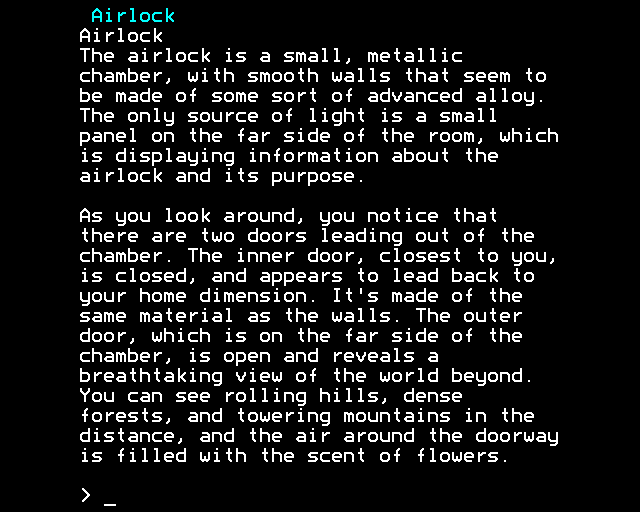 Airlock
Airlock
The airlock is a small, metallic
chamber, with smooth walls that seem to
be made of some sort of advanced alloy.
The only source of light is a small
panel on the far side of the room, which
is displaying information about the
airlock and its purpose.
As you look around, you notice that
there are two doors leading out of the
chamber. The inner door, closest to you,
is closed, and appears to lead back to
your home dimension. It's made of the
same material as the walls. The outer
door, which is on the far side of the
chamber, is open and reveals a
breathtaking view of the world beyond.
You can see rolling hills, dense
forests, and towering mountains in the
distance, and the air around the doorway
is filled with the scent of flowers.
> _